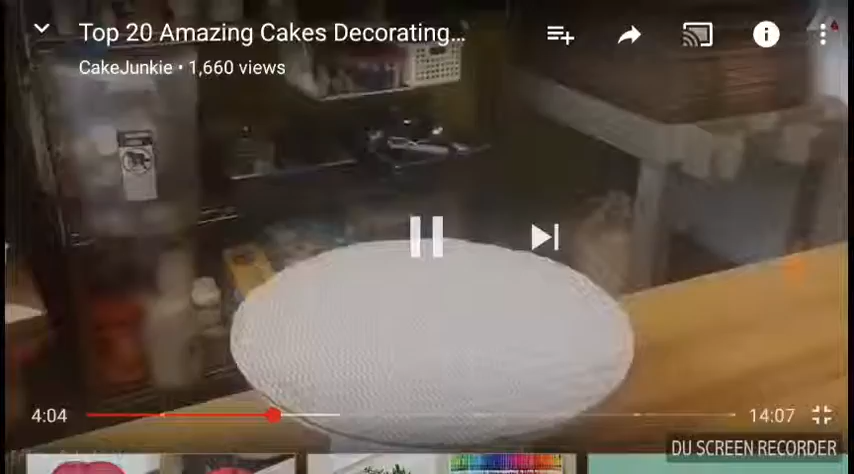 Top 20 Amazing Cakes Decorating...
CakeJunkie • 1,660 views
4:04
14:07
DU SCREEN RECORDER